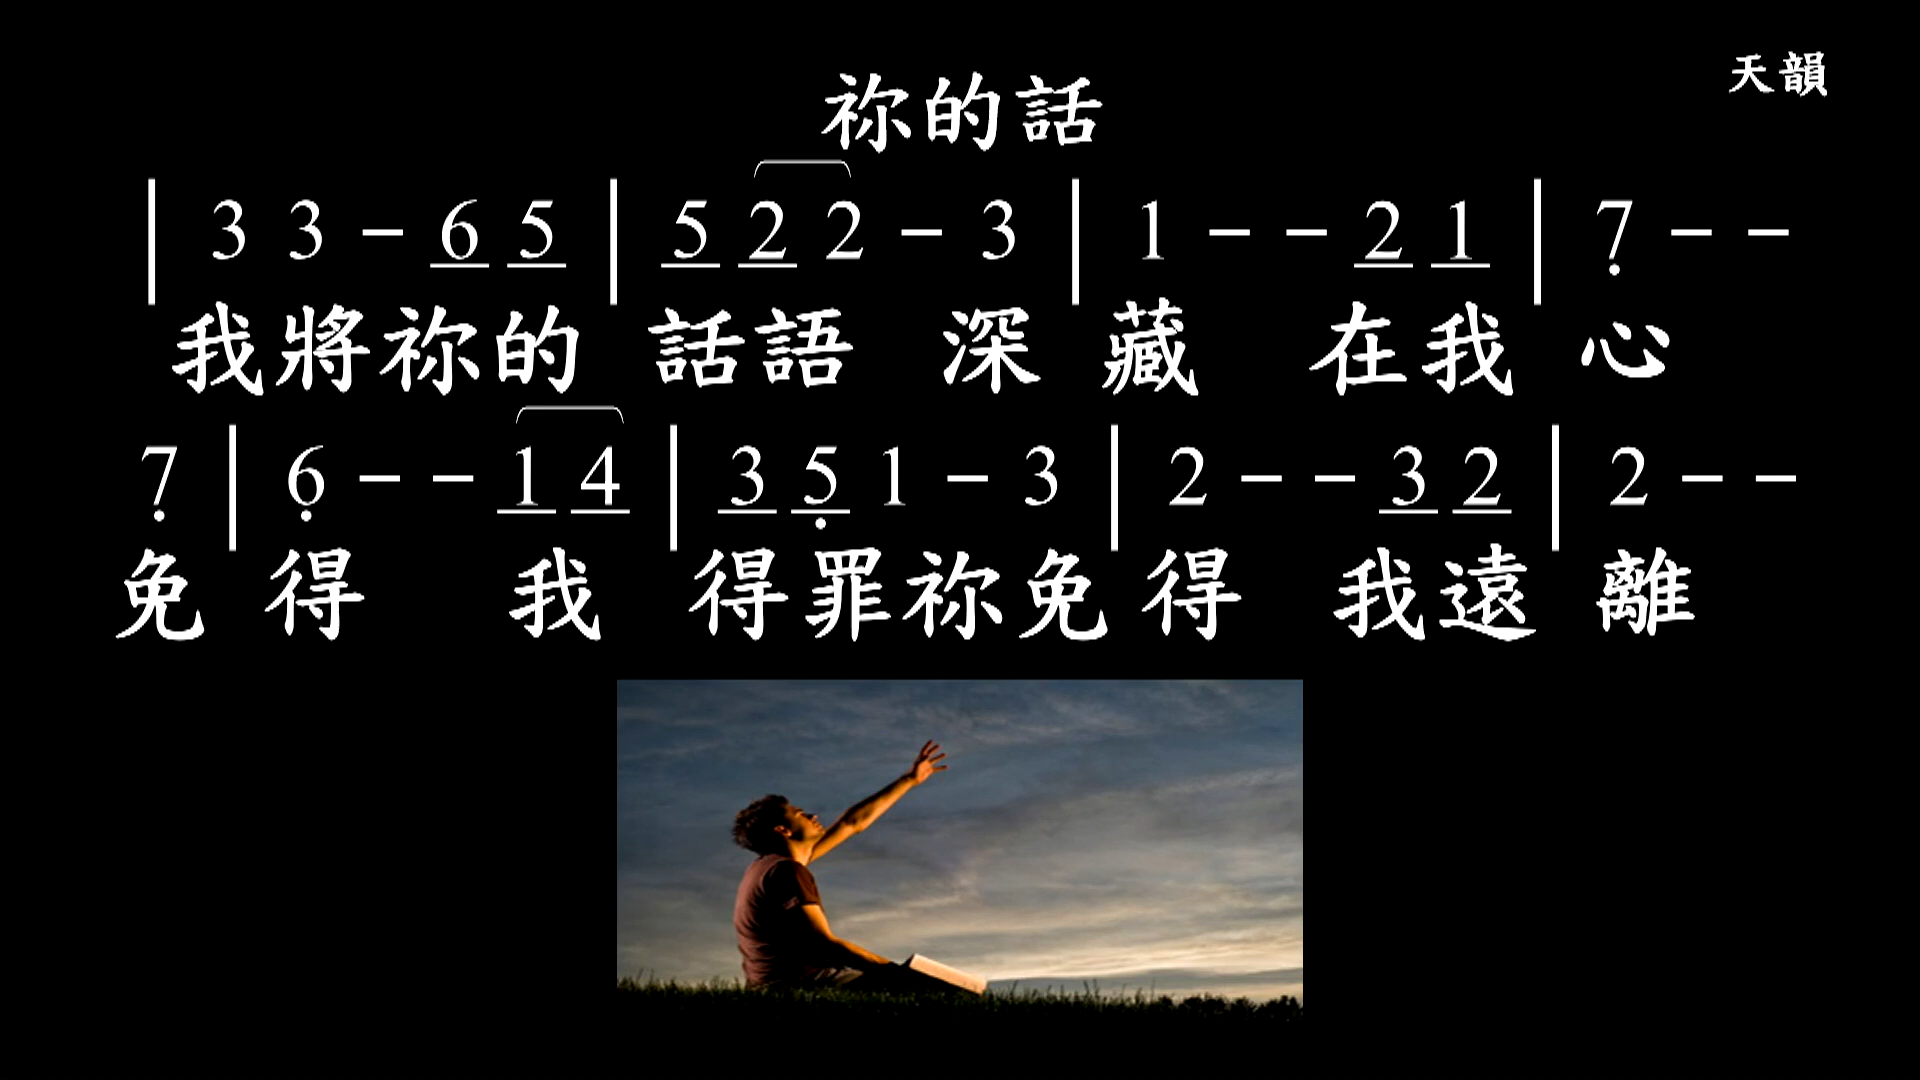 天韻
祢的話
| 3 3 - 6 5 | 5 2 2 - 3 | 1 - - 2 1 | 7̣ - -
我將祢的 話語 深 藏 在我 心
7̣ | 6̣ - - 1 4 | 3 5̣ 1 - 3 | 2 - - 3 2 | 2 - -
免 得 我 得罪祢免 得 我遠 離